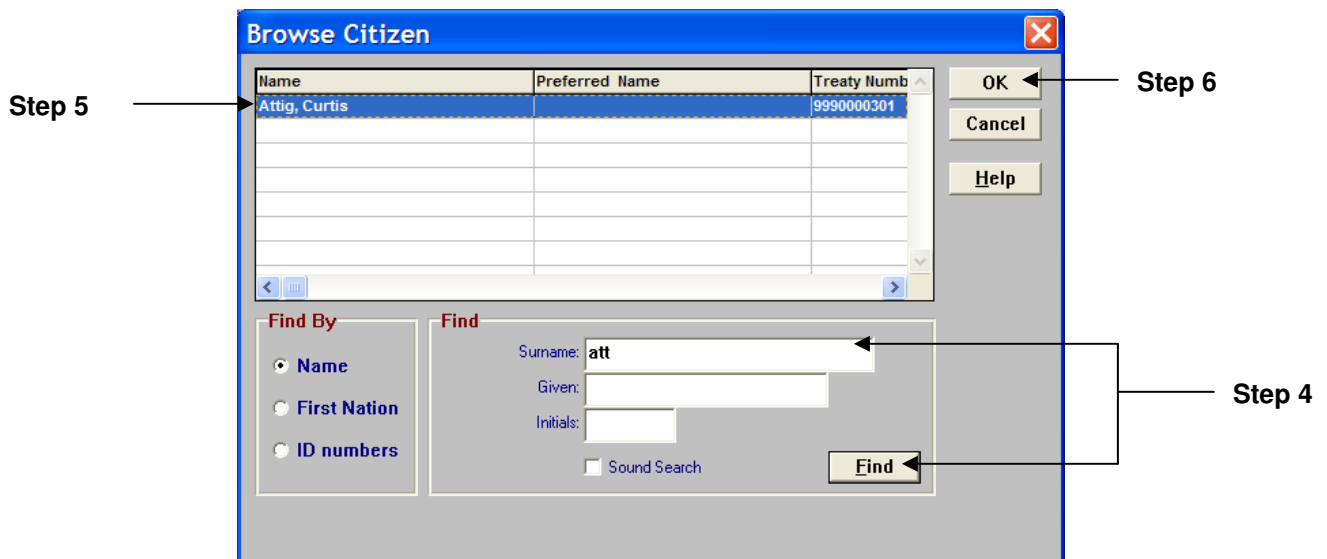 Browse Citizen
Name Preferred Name Treaty Numb
Step 5 Attig, Curtis 9990000301
OK Step 6
Cancel
Help
Find By
Name
First Nation
ID numbers
Find
Surname: att
Given:
Initials:
Sound Search Find
Step 4